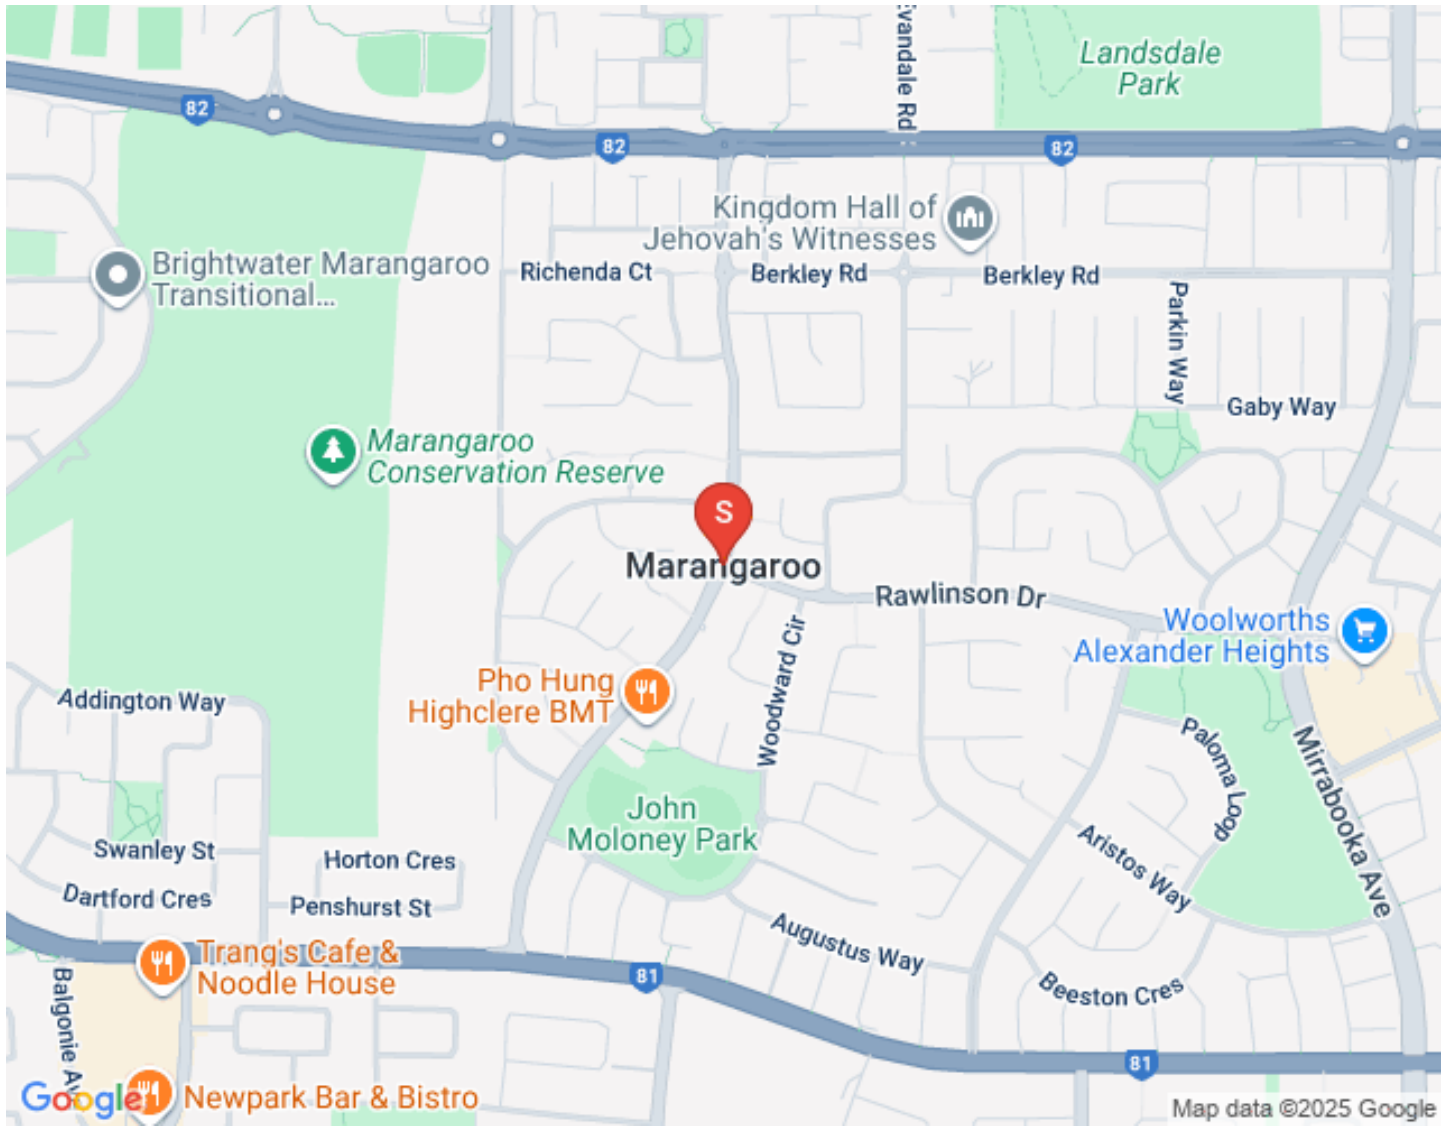 Evandale Rd
Landsdale
Park
82
82
82
Kingdom Hall of
Jehovah's Witnesses
Brightwater Marangaroo
Transitional...
Richenda Ct
Berkley Rd
Berkley Rd
Parkin Way
Gaby Way
Marangaroo
Conservation Reserve
S
Marangaroo
Rawlinson Dr
Woolworths
Alexander Heights
Woodward Cir
Pho Hung
Highclere BMT
Addington Way
Paloma Loop
Mirrabooka Ave
John
Moloney Park
Swanley St
Horton Cres
Aristos Way
Dartford Cres
Penshurst St
Augustus Way
Trang's Cafe &
Noodle House
81
Beeston Cres
Balgonie Av
81
Newpark Bar & Bistro
Google
Map data ©2025 Google